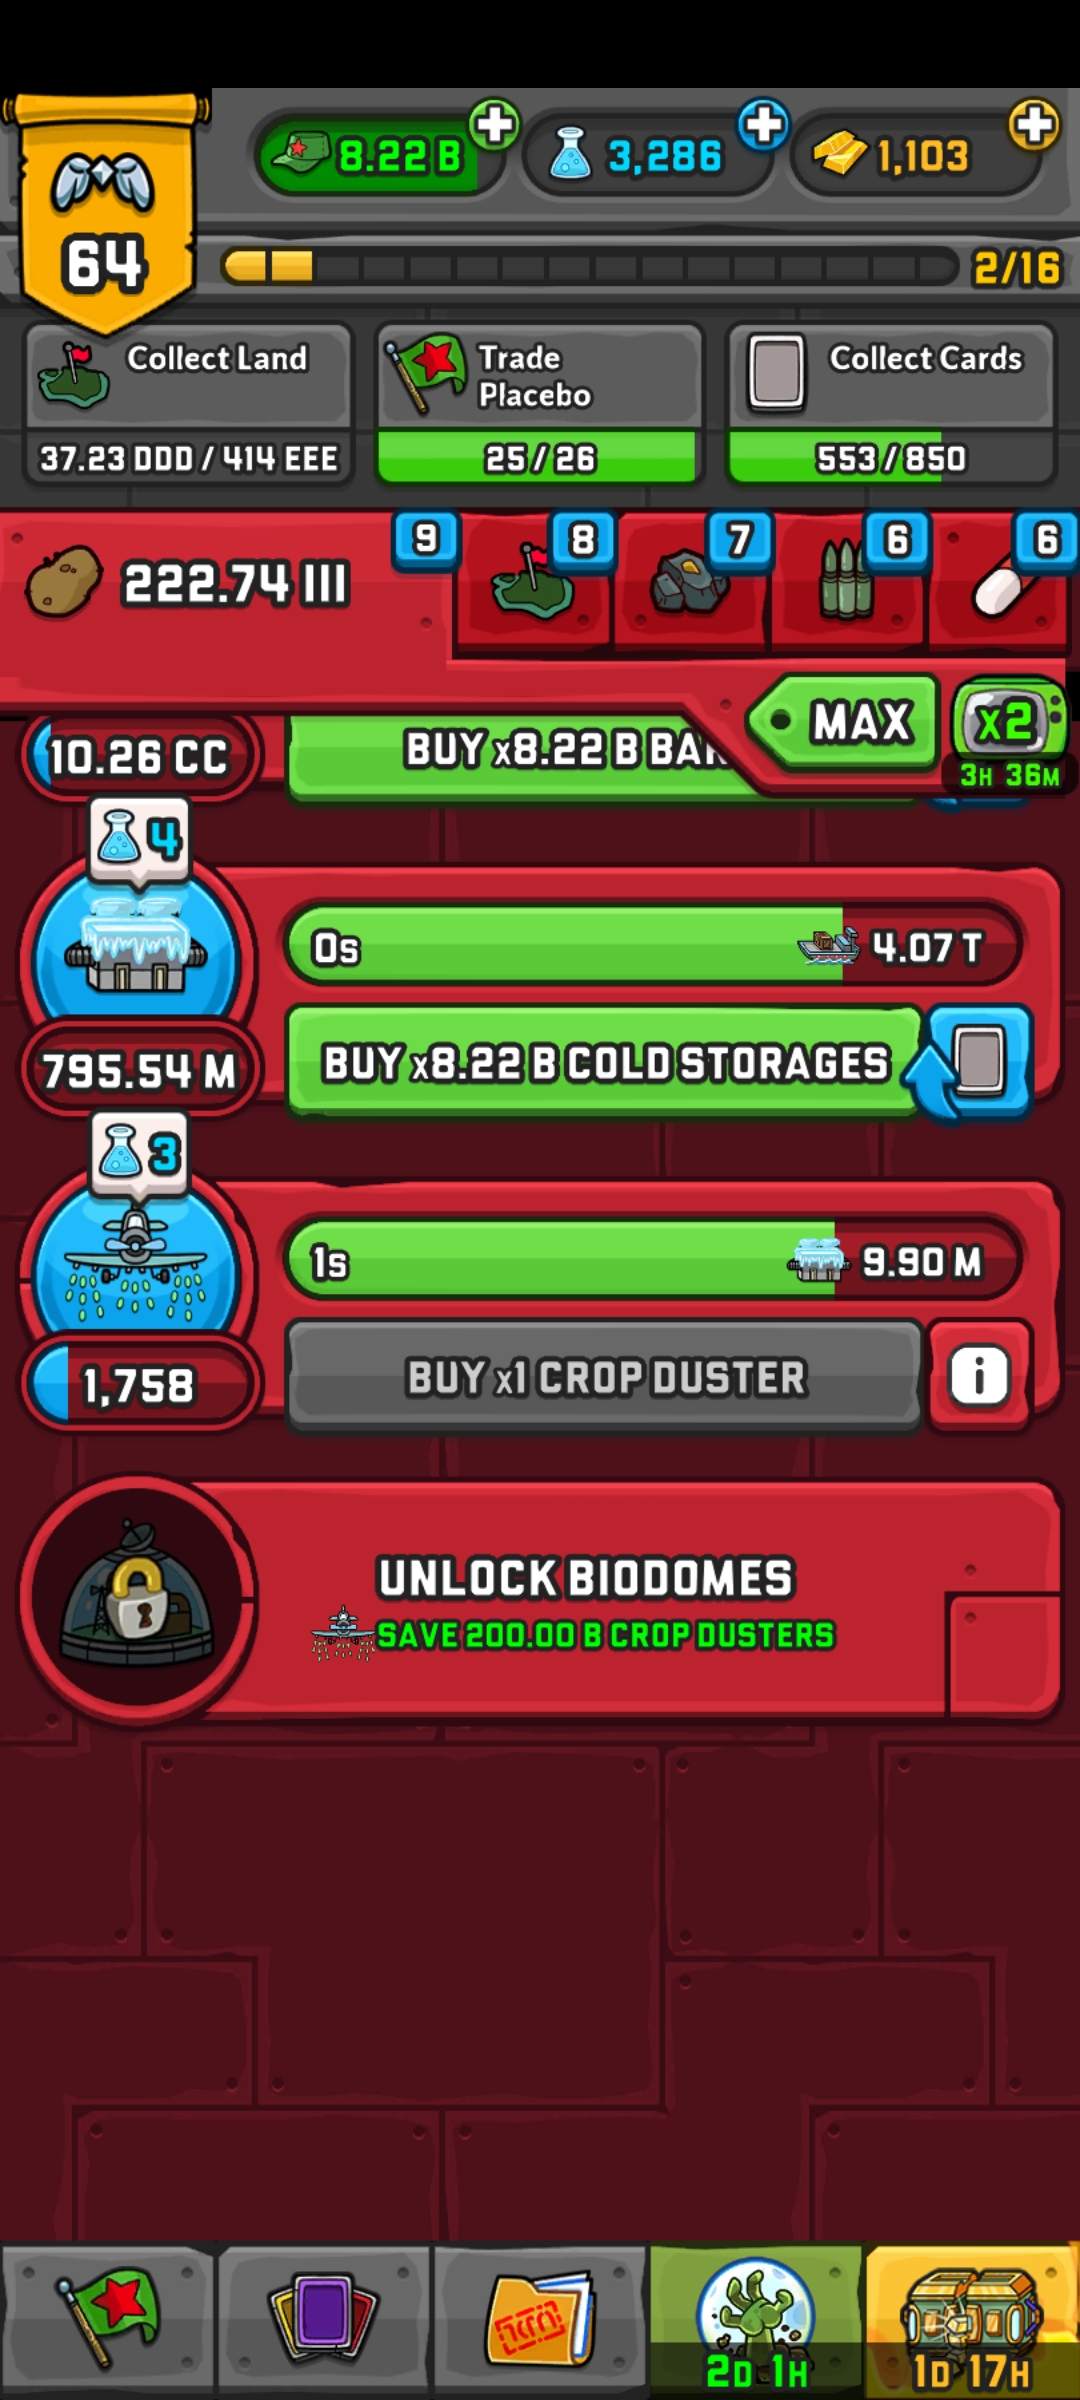 8.22 B
3,286
1,103
64
2/16
Collect Land
37.23 DDD / 414 EEE
Trade
Placebo
25 / 26
Collect Cards
553 / 850
222.74 III
9
8
7
6
6
MAX
x2
3H 36M
10.26 CC
BUY x8.22 B
4
0s
4.07 T
795.54 M
BUY x8.22 B COLD STORAGES
3
1s
9.90 M
1,758
BUY x1 CROP DUSTER
i
UNLOCK BIODOMES
SAVE 200.00 B CROP DUSTERS
2D 1H
1D 17H